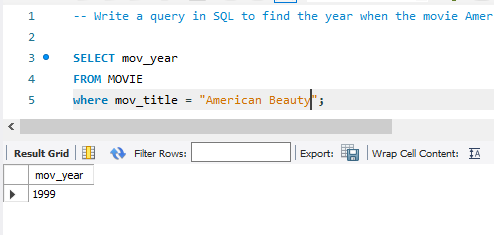 1 -- Write a query in SQL to find the year when the movie Amer
2
3 SELECT mov_year
4 FROM MOVIE
5 where mov_title = "American Beauty";
Result Grid Filter Rows: Export: Wrap Cell Content:
mov_year
1999